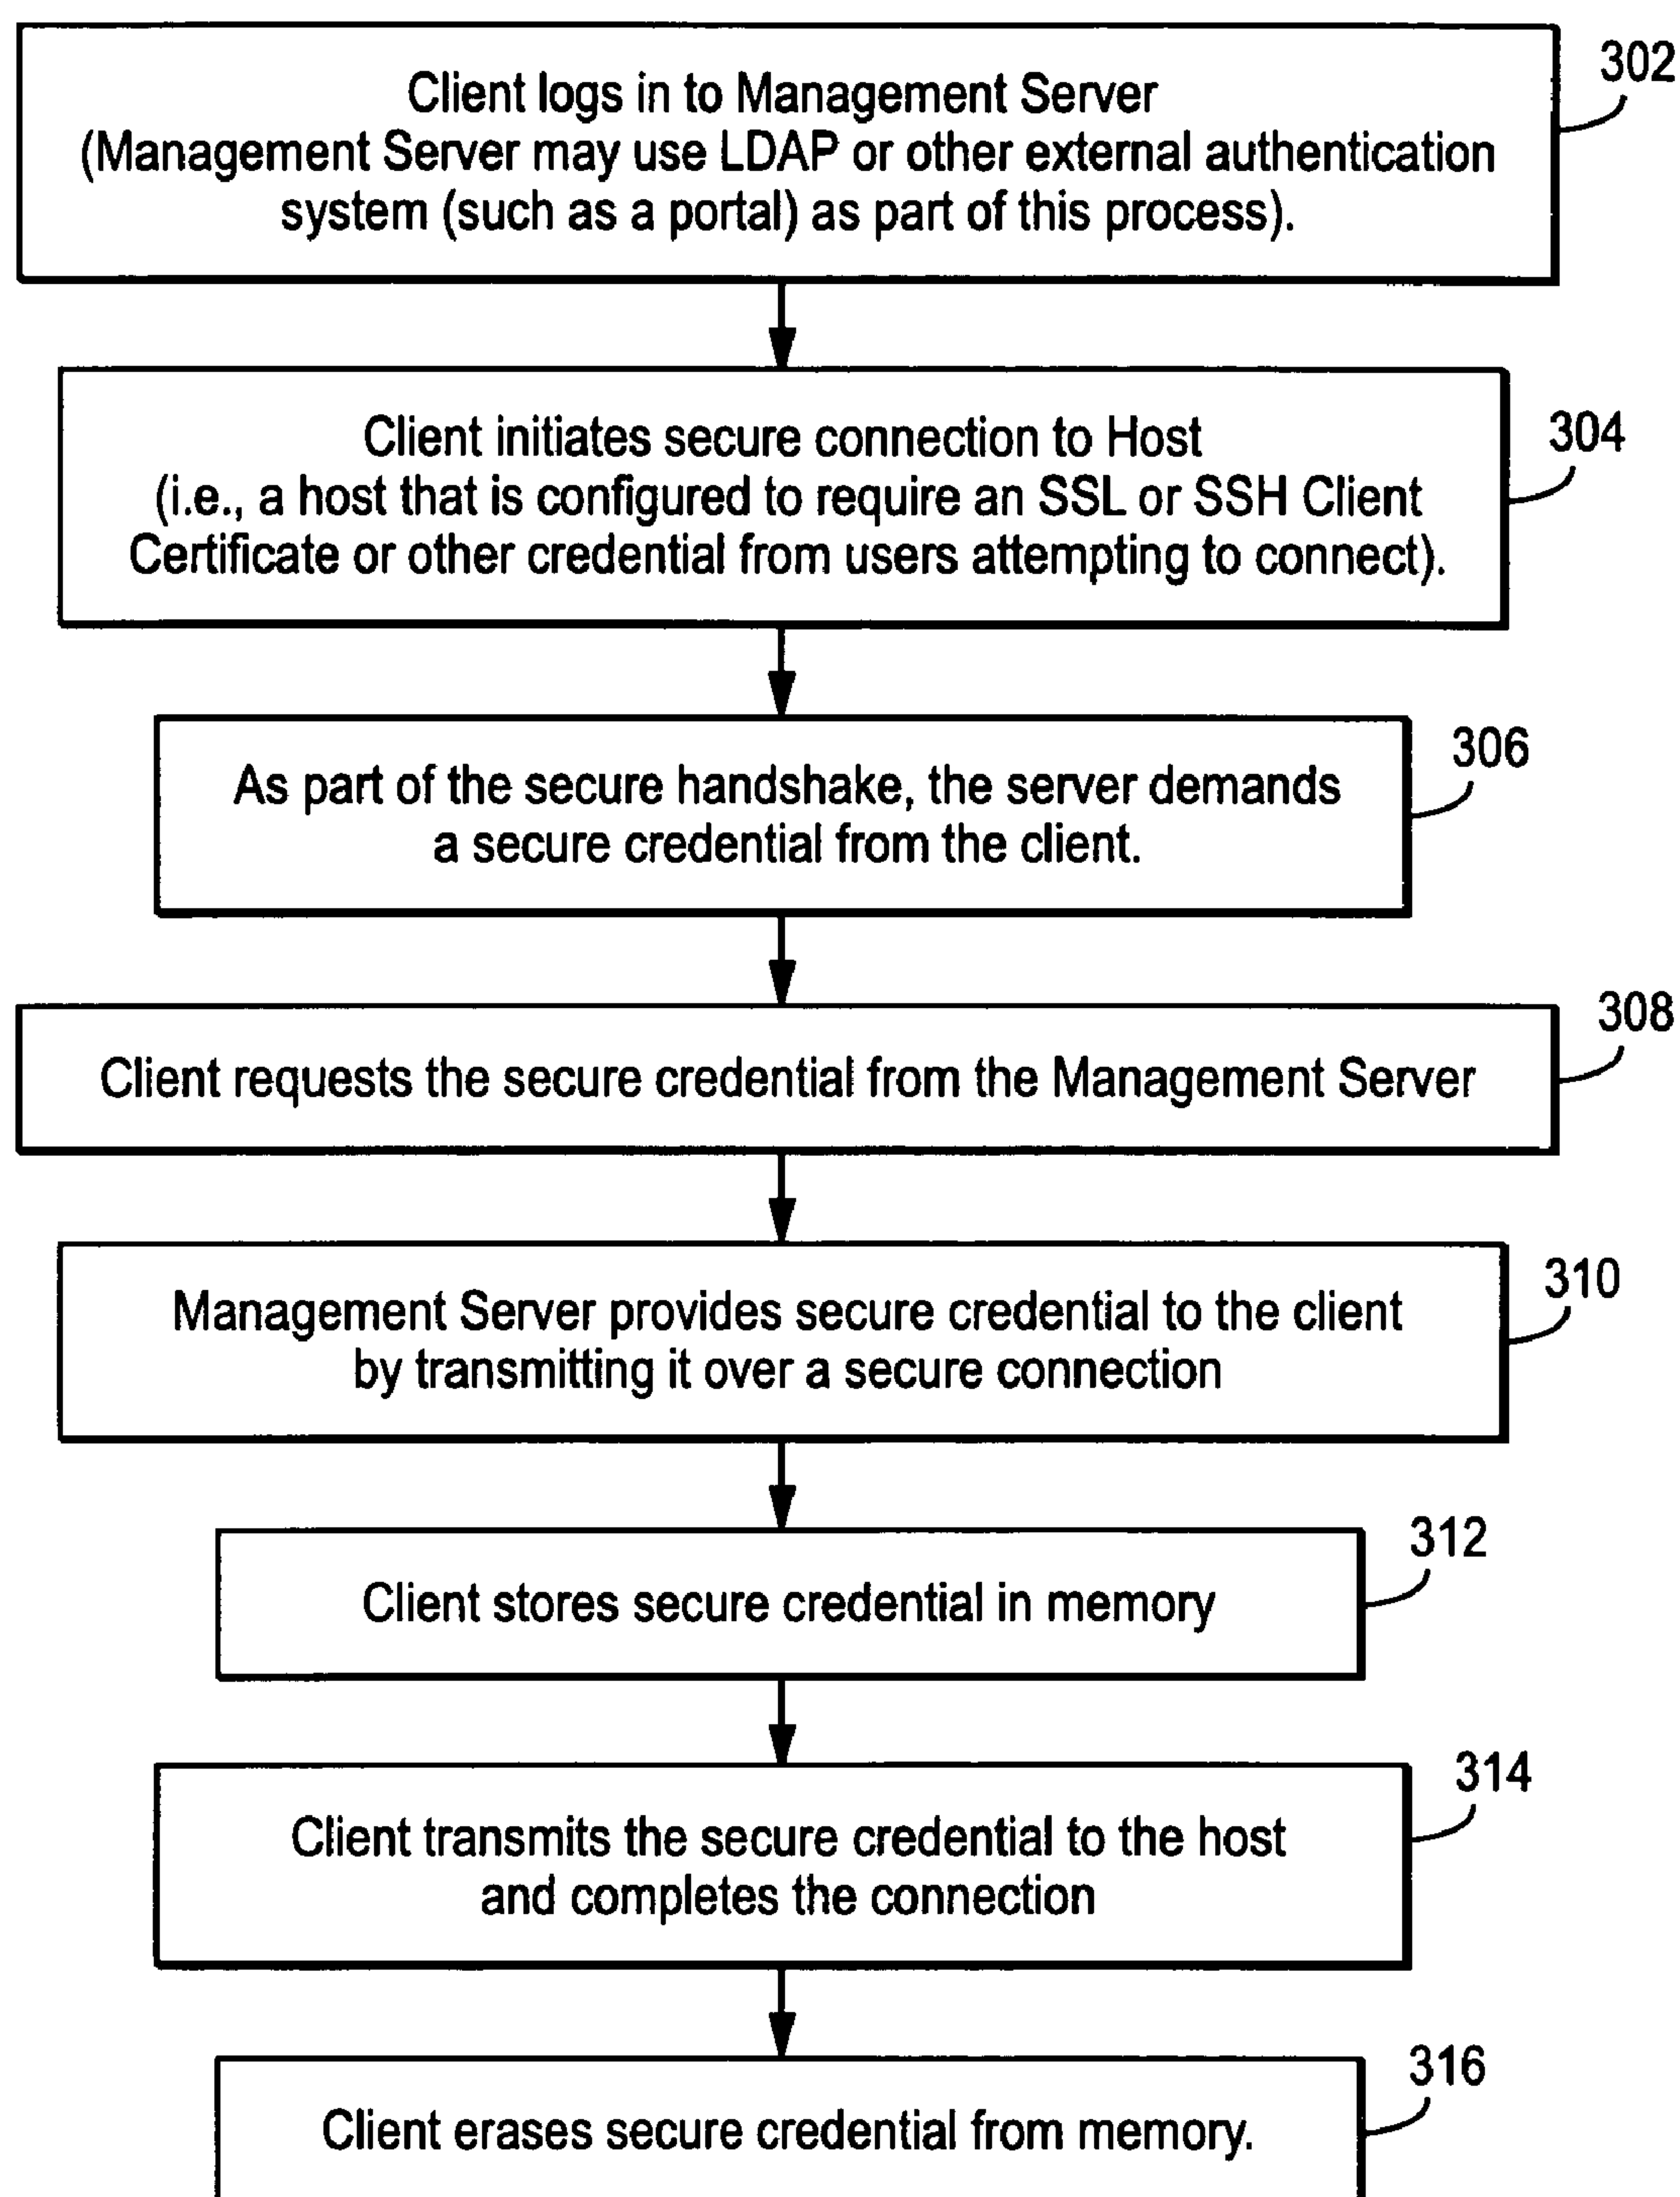 302
Client logs in to Management Server
(Management Server may use LDAP or other external authentication
system (such as a portal) as part of this process).
304
Client initiates secure connection to Host
(i.e., a host that is configured to require an SSL or SSH Client
Certificate or other credential from users attempting to connect).
306
As part of the secure handshake, the server demands
a secure credential from the client.
308
Client requests the secure credential from the Management Server
310
Management Server provides secure credential to the client
by transmitting it over a secure connection
312
Client stores secure credential in memory
314
Client transmits the secure credential to the host
and completes the connection
316
Client erases secure credential from memory.